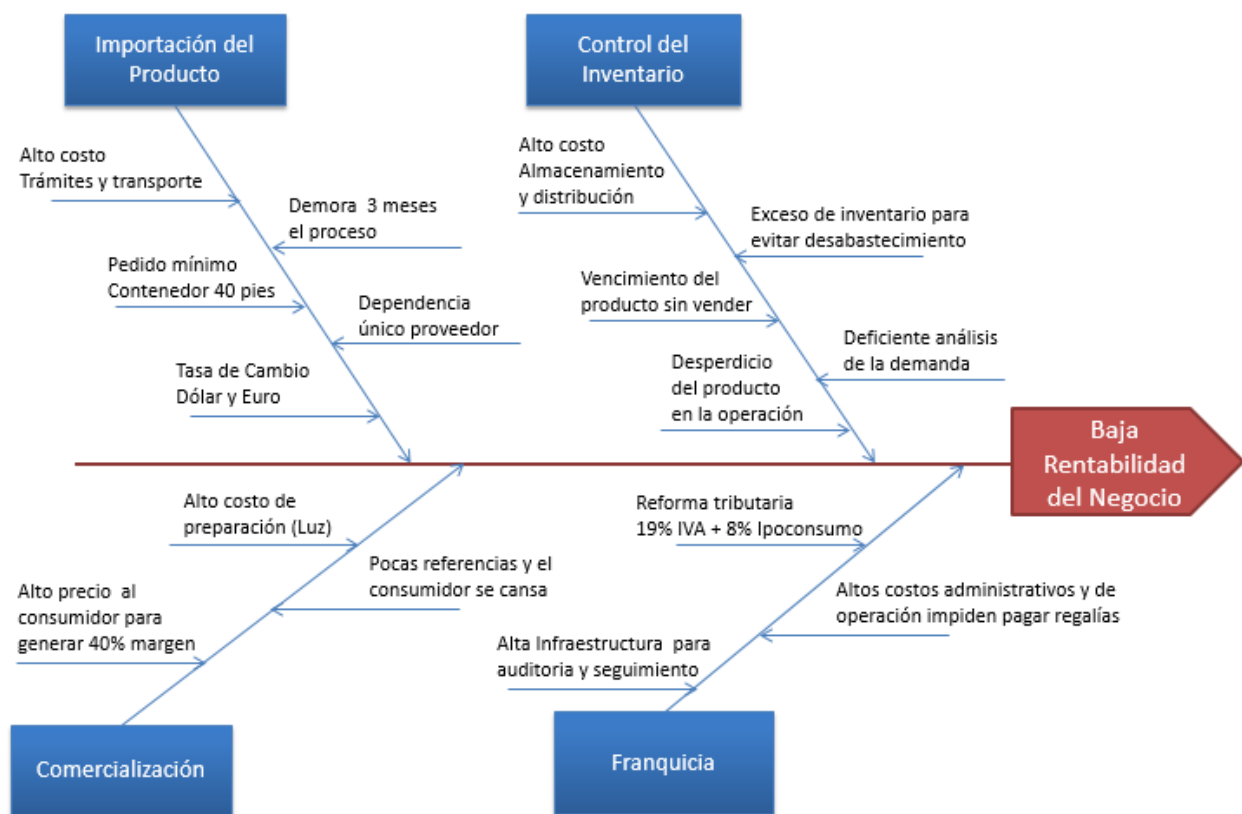 Importación del
Producto
Control del
Inventario
Alto costo
Trámites y transporte
Demora 3 meses
el proceso
Pedido mínimo
Contenedor 40 pies
Dependencia
único proveedor
Tasa de Cambio
Dólar y Euro
Alto costo
Almacenamiento
y distribución
Exceso de inventario para
evitar desabastecimiento
Vencimiento del
producto sin vender
Deficiente análisis
de la demanda
Desperdicio
del producto
en la operación
Baja
Rentabilidad
del Negocio
Alto costo de
preparación (Luz)
Pocas referencias y el
consumidor se cansa
Alto precio al
consumidor para
generar 40% margen
Reforma tributaria
19% IVA + 8% Ipoconsumo
Altos costos administrativos y de
operación impiden pagar regalías
Alta Infraestructura para
auditoria y seguimiento
Comercialización
Franquicia